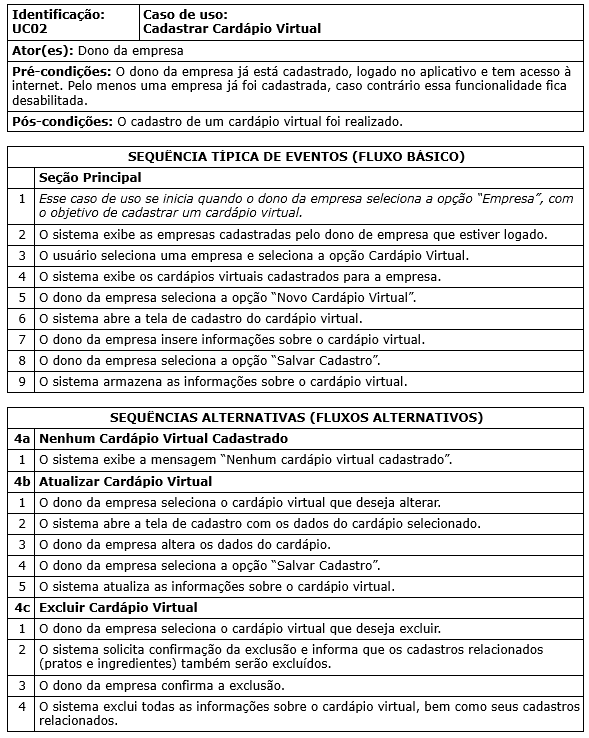 Identificação:
UC02
Caso de uso:
Cadastrar Cardápio Virtual
Ator(es): Dono da empresa
Pré-condições: O dono da empresa já está cadastrado, logado no aplicativo e tem acesso à
internet. Pelo menos uma empresa já foi cadastrada, caso contrário essa funcionalidade fica
desabilitada.
Pós-condições: O cadastro de um cardápio virtual foi realizado.
SEQUÊNCIA TÍPICA DE EVENTOS (FLUXO BÁSICO)
Seção Principal
1 Esse caso de uso se inicia quando o dono da empresa seleciona a opção “Empresa”, com
o objetivo de cadastrar um cardápio virtual.
2 O sistema exibe as empresas cadastradas pelo dono de empresa que estiver logado.
3 O usuário seleciona uma empresa e seleciona a opção Cardápio Virtual.
4 O sistema exibe os cardápios virtuais cadastrados para a empresa.
5 O dono da empresa seleciona a opção “Novo Cardápio Virtual”.
6 O sistema abre a tela de cadastro do cardápio virtual.
7 O dono da empresa insere informações sobre o cardápio virtual.
8 O dono da empresa seleciona a opção “Salvar Cadastro”.
9 O sistema armazena as informações sobre o cardápio virtual.
SEQUÊNCIAS ALTERNATIVAS (FLUXOS ALTERNATIVOS)
4a Nenhum Cardápio Virtual Cadastrado
1 O sistema exibe a mensagem “Nenhum cardápio virtual cadastrado”.
4b Atualizar Cardápio Virtual
1 O dono da empresa seleciona o cardápio virtual que deseja alterar.
2 O sistema abre a tela de cadastro com os dados do cardápio selecionado.
3 O dono da empresa altera os dados do cardápio.
4 O dono da empresa seleciona a opção “Salvar Cadastro”.
5 O sistema atualiza as informações sobre o cardápio virtual.
4c Excluir Cardápio Virtual
1 O dono da empresa seleciona o cardápio virtual que deseja excluir.
2 O sistema solicita confirmação da exclusão e informa que os cadastros relacionados
(pratos e ingredientes) também serão excluídos.
3 O dono da empresa confirma a exclusão.
4 O sistema exclui todas as informações sobre o cardápio virtual, bem como seus cadastros
relacionados.